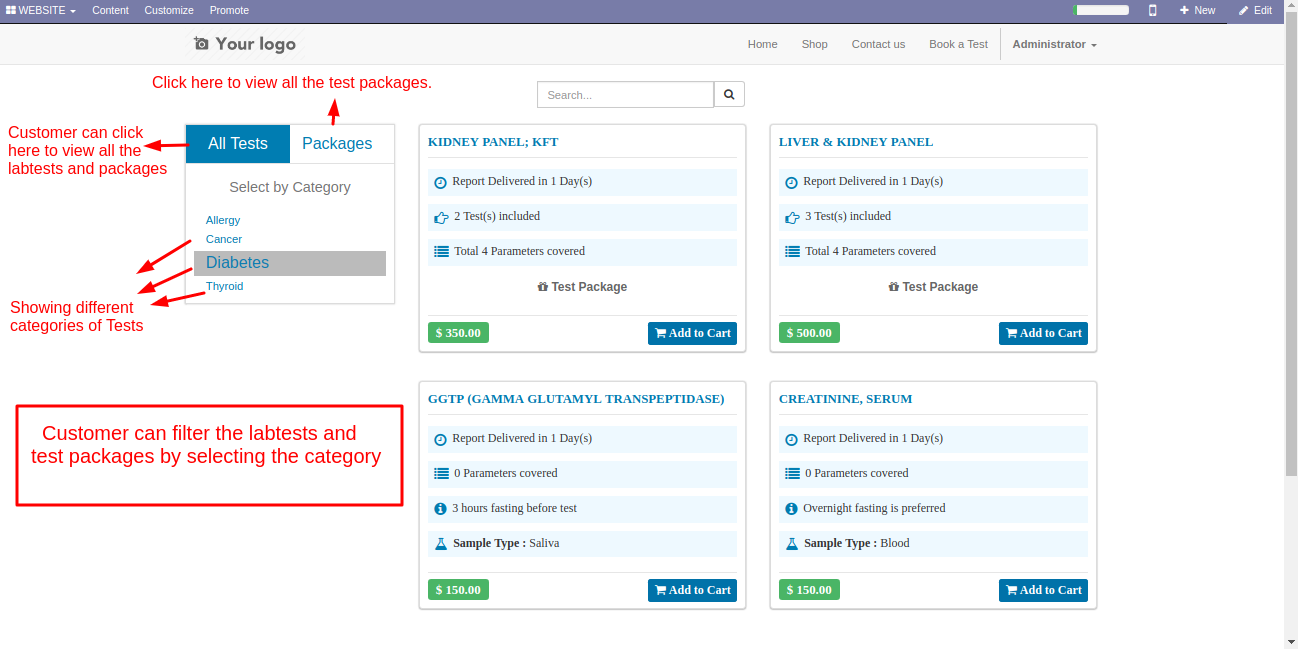 WEBSITE Content Customize Promote New Edit
Your logo Home Shop Contact us Book a Test Administrator
Click here to view all the test packages.
Search...
Customer can click
here to view all the
labtests and packages
All Tests Packages
Select by Category
Allergy
Cancer
Diabetes
Thyroid
Showing different
categories of Tests
Customer can filter the labtests and
test packages by selecting the category
KIDNEY PANEL; KFT
Report Delivered in 1 Day(s)
2 Test(s) included
Total 4 Parameters covered
Test Package
$ 350.00 Add to Cart
LIVER & KIDNEY PANEL
Report Delivered in 1 Day(s)
3 Test(s) included
Total 4 Parameters covered
Test Package
$ 500.00 Add to Cart
GGTP (GAMMA GLUTAMYL TRANSPEPTIDASE)
Report Delivered in 1 Day(s)
0 Parameters covered
3 hours fasting before test
Sample Type : Saliva
$ 150.00 Add to Cart
CREATININE, SERUM
Report Delivered in 1 Day(s)
0 Parameters covered
Overnight fasting is preferred
Sample Type : Blood
$ 150.00 Add to Cart